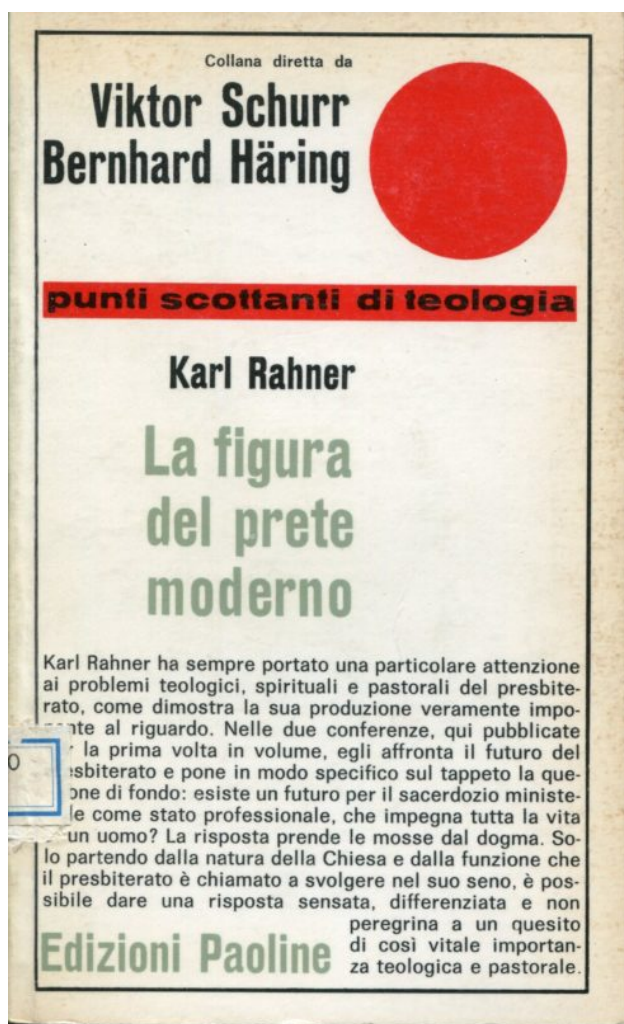 Collana diretta da
Viktor Schurr
Bernhard Häring
punti scottanti di teologia
Karl Rahner
La figura
del prete
moderno
Karl Rahner ha sempre portato una particolare attenzione
ai problemi teologici, spirituali e pastorali del presbite-
rato, come dimostra la sua produzione veramente impo-
nente al riguardo. Nelle due conferenze, qui pubblicate
la prima volta in volume, egli affronta il futuro del
esbiterato e pone in modo specifico sul tappeto la que-
one di fondo: esiste un futuro per il sacerdozio ministe-
le come stato professionale, che impegna tutta la vita
un uomo? La risposta prende le mosse dal dogma. So-
lo partendo dalla natura della Chiesa e dalla funzione che
il presbiterato è chiamato a svolgere nel suo seno, è pos-
sibile dare una risposta sensata, differenziata e non
peregrina a un quesito
di così vitale importan-
za teologica e pastorale.
Edizioni Paoline
0